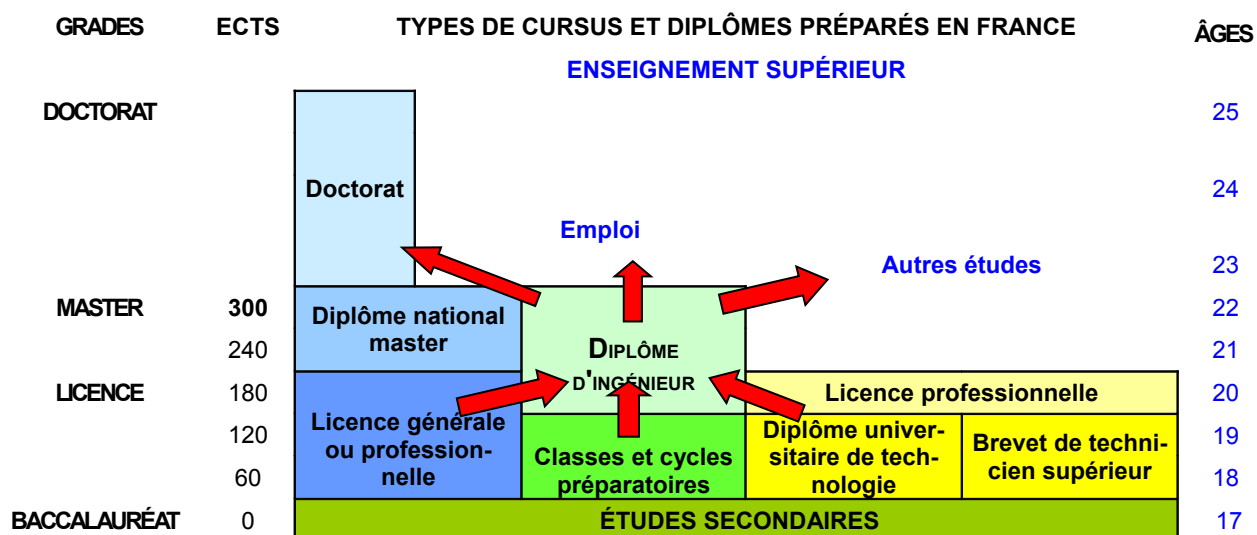 GRADES ECTS TYPES DE CURSUS ET DIPLÔMES PRÉPARÉS EN FRANCE ÂGES
ENSEIGNEMENT SUPÉRIEUR
DOCTORAT 25
Doctorat 24
Emploi
Autres études 23
MASTER 300 Diplôme national 22
master
240 21
DIPLÔME
D'INGÉNIEUR
LICENCE 180 Licence professionnelle 20
Licence générale
ou profession-
nelle
120 19
Classes et cycles
préparatoires
Diplôme univer-
sitaire de tech-
nologie
Brevet de techni-
cien supérieur
60 18
BACCALAURÉAT 0 ÉTUDES SECONDAIRES 17